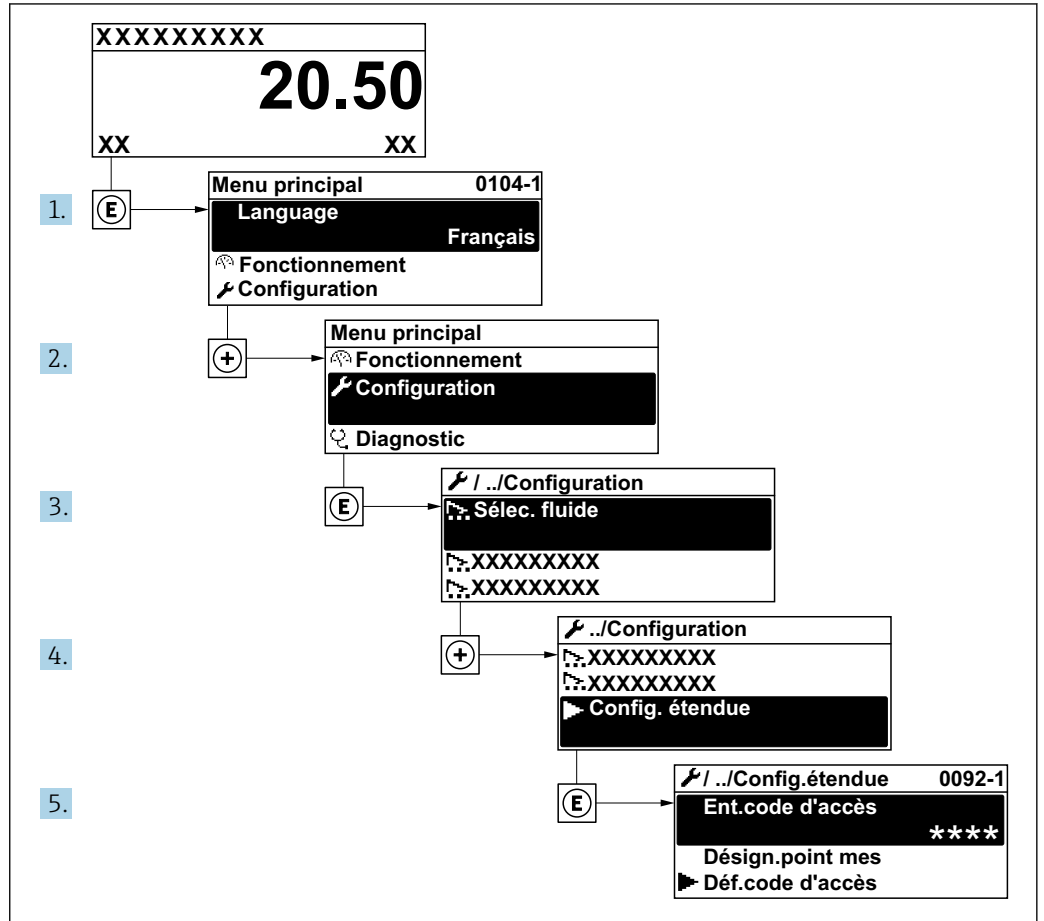 XXXXXXXXX
20.50
XX XX
1. E
Menu principal 0104-1
Language
Français
Fonctionnement
Configuration
2. +
Menu principal
Fonctionnement
Configuration
Diagnostic
3. E
/ ../Configuration
Sélec. fluide
XXXXXXXXX
XXXXXXXXX
4. +
../Configuration
XXXXXXXXX
XXXXXXXXX
Config. étendue
5. E
/ ../Config.étendue 0092-1
Ent.code d'accès
****
Désign.point mes
Déf.code d'accès